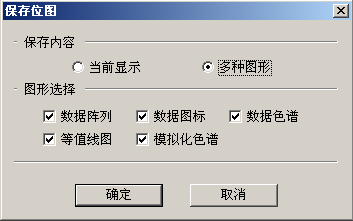 保存位图
保存内容
当前显示 多种图形
图形选择
数据阵列 数据图标 数据色谱
等值线图 模拟化色谱
确定 取消